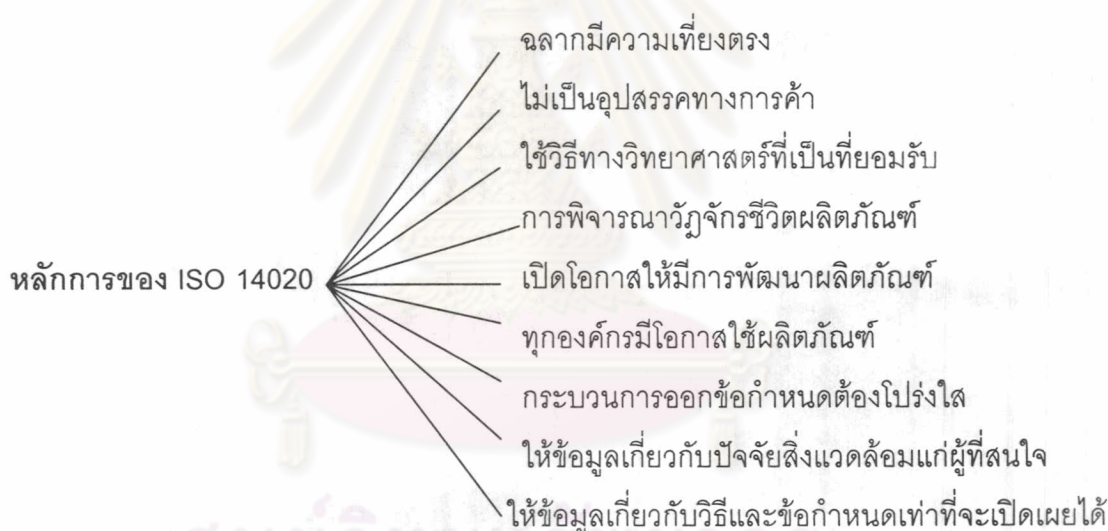 ฉลากมีความเที่ยงตรง
ไม่เป็นอุปสรรคทางการค้า
ใช้วิธีทางวิทยาศาสตร์ที่เป็นที่ยอมรับ
การพิจารณาวัฏจักรชีวิตผลิตภัณฑ์
หลักการของ ISO 14020
เปิดโอกาสให้มีการพัฒนาผลิตภัณฑ์
ทุกองค์กรมีโอกาสใช้ผลิตภัณฑ์
กระบวนการออกข้อกำหนดต้องโปร่งใส
ให้ข้อมูลเกี่ยวกับปัจจัยสิ่งแวดล้อมแก่ผู้ที่สนใจ
ให้ข้อมูลเกี่ยวกับวิธีและข้อกำหนดเท่าที่จะเปิดเผยได้